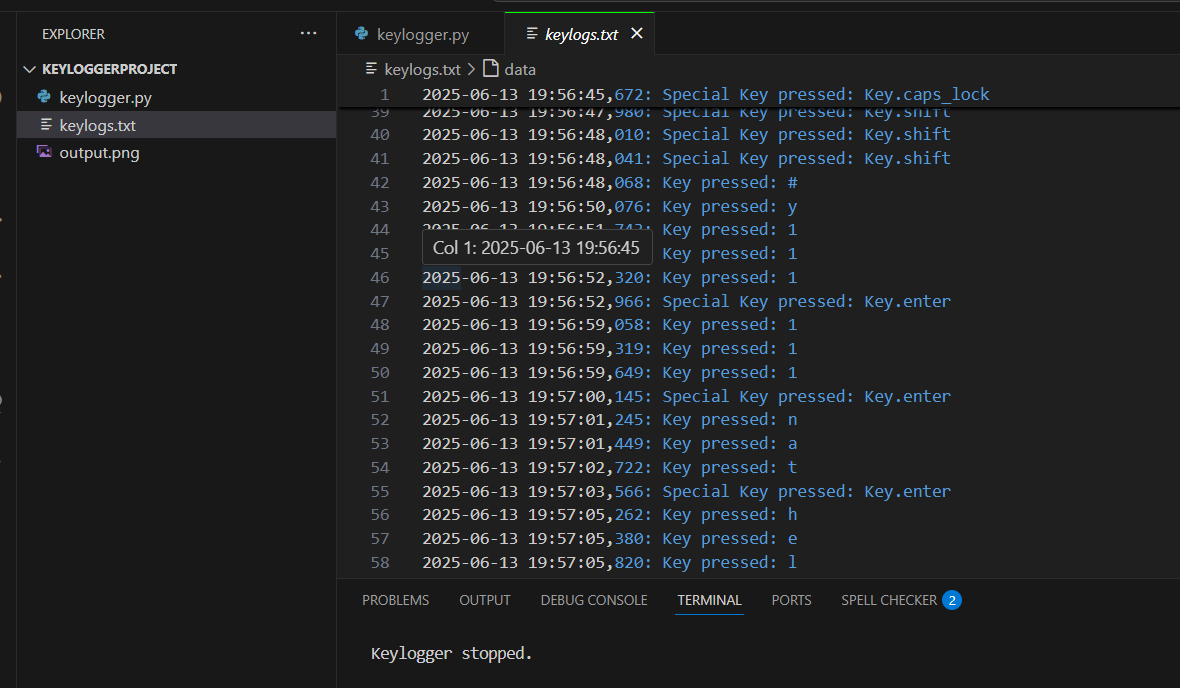 EXPLORER
KEYLOGGERPROJECT
keylogger.py
keylogs.txt
output.png
keylogger.py
keylogs.txt
keylogs.txt > data
1 2025-06-13 19:56:45,672: Special Key pressed: Key.caps_lock
39 2025-06-13 19:56:47,980: Special Key pressed: Key.shift
40 2025-06-13 19:56:48,010: Special Key pressed: Key.shift
41 2025-06-13 19:56:48,041: Special Key pressed: Key.shift
42 2025-06-13 19:56:48,068: Key pressed: #
43 2025-06-13 19:56:50,076: Key pressed: y
44 2025-06-13 19:56:51,743: Key pressed: 1
Col 1: 2025-06-13 19:56:45
45 Key pressed: 1
46 2025-06-13 19:56:52,320: Key pressed: 1
47 2025-06-13 19:56:52,966: Special Key pressed: Key.enter
48 2025-06-13 19:56:59,058: Key pressed: 1
49 2025-06-13 19:56:59,319: Key pressed: 1
50 2025-06-13 19:56:59,649: Key pressed: 1
51 2025-06-13 19:57:00,145: Special Key pressed: Key.enter
52 2025-06-13 19:57:01,245: Key pressed: n
53 2025-06-13 19:57:01,449: Key pressed: a
54 2025-06-13 19:57:02,722: Key pressed: t
55 2025-06-13 19:57:03,566: Special Key pressed: Key.enter
56 2025-06-13 19:57:05,262: Key pressed: h
57 2025-06-13 19:57:05,380: Key pressed: e
58 2025-06-13 19:57:05,820: Key pressed: l
PROBLEMS OUTPUT DEBUG CONSOLE TERMINAL PORTS SPELL CHECKER 2
Keylogger stopped.